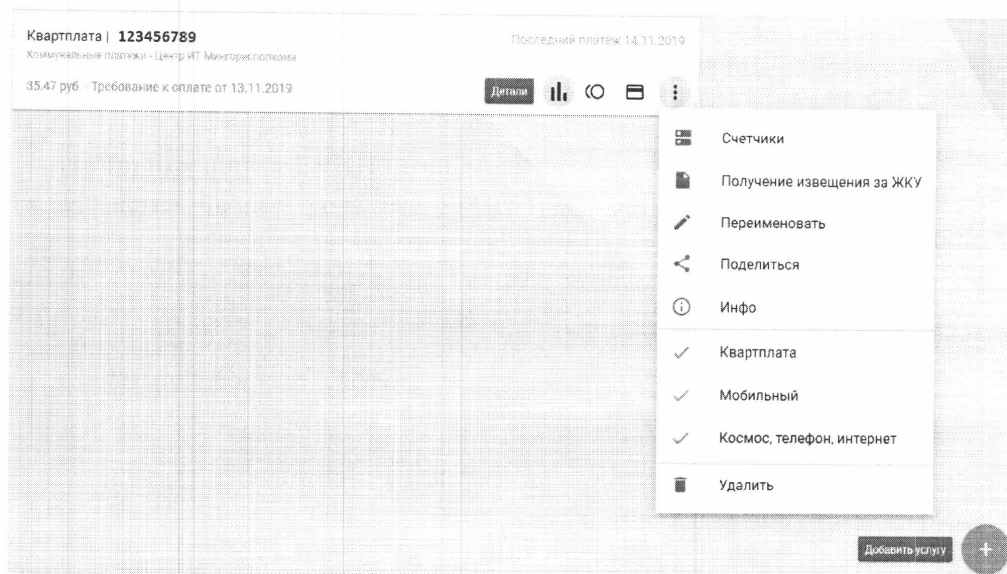 Квартплата | 123456789
Последний платеж 14.11.2019
Коммунальные платежи - Центр ИТ Мингорисполкома
35.47 руб. - Требование к оплате от 13.11.2019
Детали
Счетчики
Получение извещения за ЖКУ
Переименовать
Поделиться
Инфо
Квартплата
Мобильный
Космос, телефон, интернет
Удалить
Добавить услугу